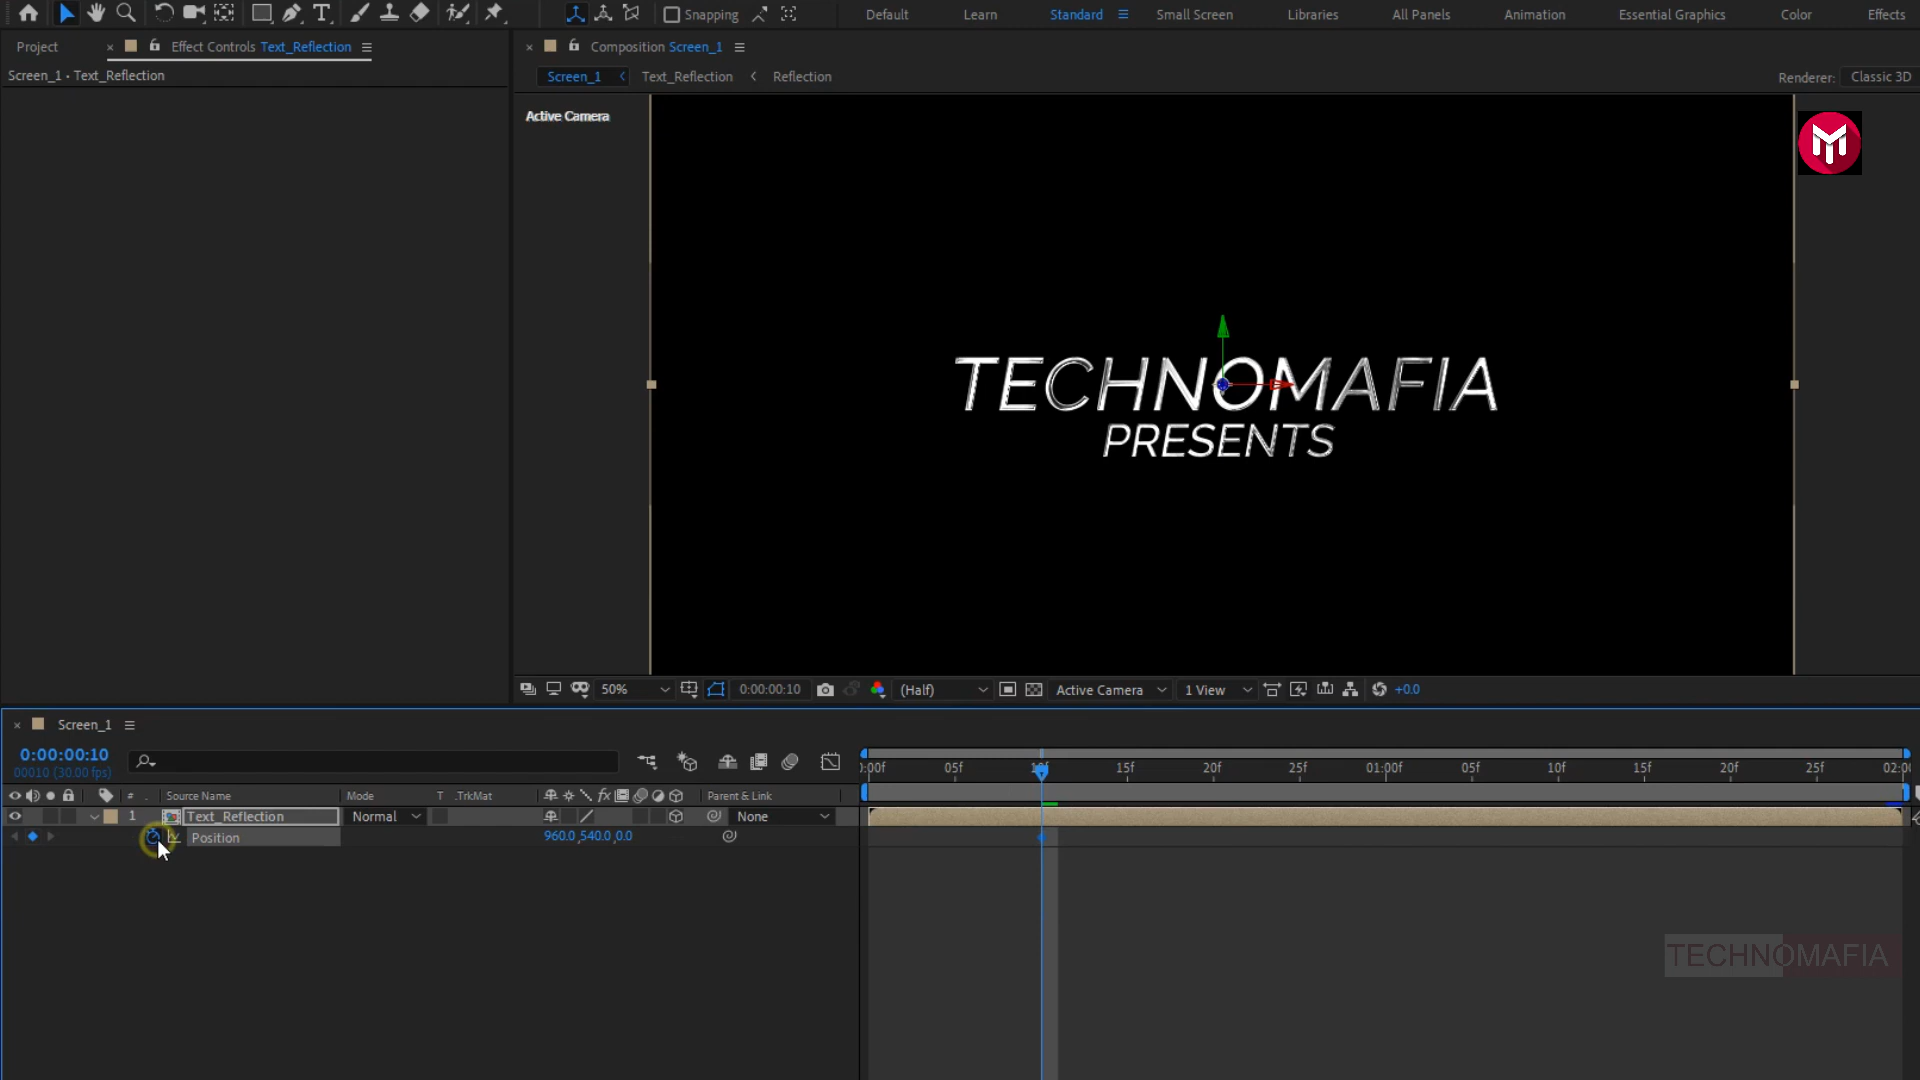 Snapping
Default
Learn
Standard
Small Screen
Libraries
All Panels
Animation
Essential Graphics
Color
Effects
Project
Effect Controls Text_Reflection
Composition Screen_1
Screen_1 • Text_Reflection
Screen_1
Text_Reflection
Reflection
Renderer:
Classic 3D
Active Camera
TECHNOMAFIA
PRESENTS
50%
0:00:00:10
(Half)
Active Camera
1 View
+0.0
Screen_1
0:00:00:10
00010 (30.00 fps)
:00f
05f
10f
15f
20f
25f
01:00f
05f
10f
15f
20f
25f
#
Source Name
Mode
T
.TrkMat
fx
Parent & Link
1
Text_Reflection
Normal
None
Position
960.0,540.0,0.0
TECHNOMAFIA